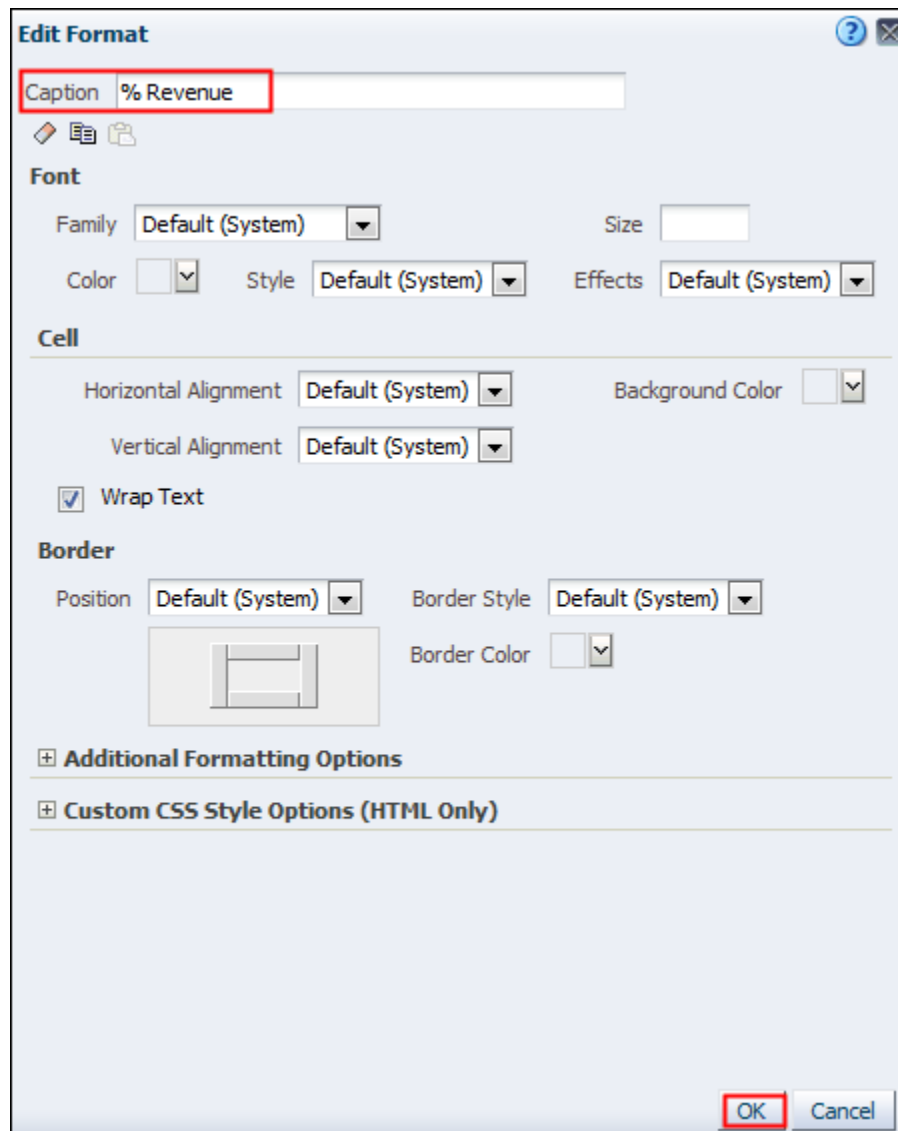 Edit Format
Caption % Revenue
Font
Family Default (System) Size
Color Style Default (System) Effects Default (System)
Cell
Horizontal Alignment Default (System) Background Color
Vertical Alignment Default (System)
Wrap Text
Border
Position Default (System) Border Style Default (System)
Border Color
Additional Formatting Options
Custom CSS Style Options (HTML Only)
OK Cancel